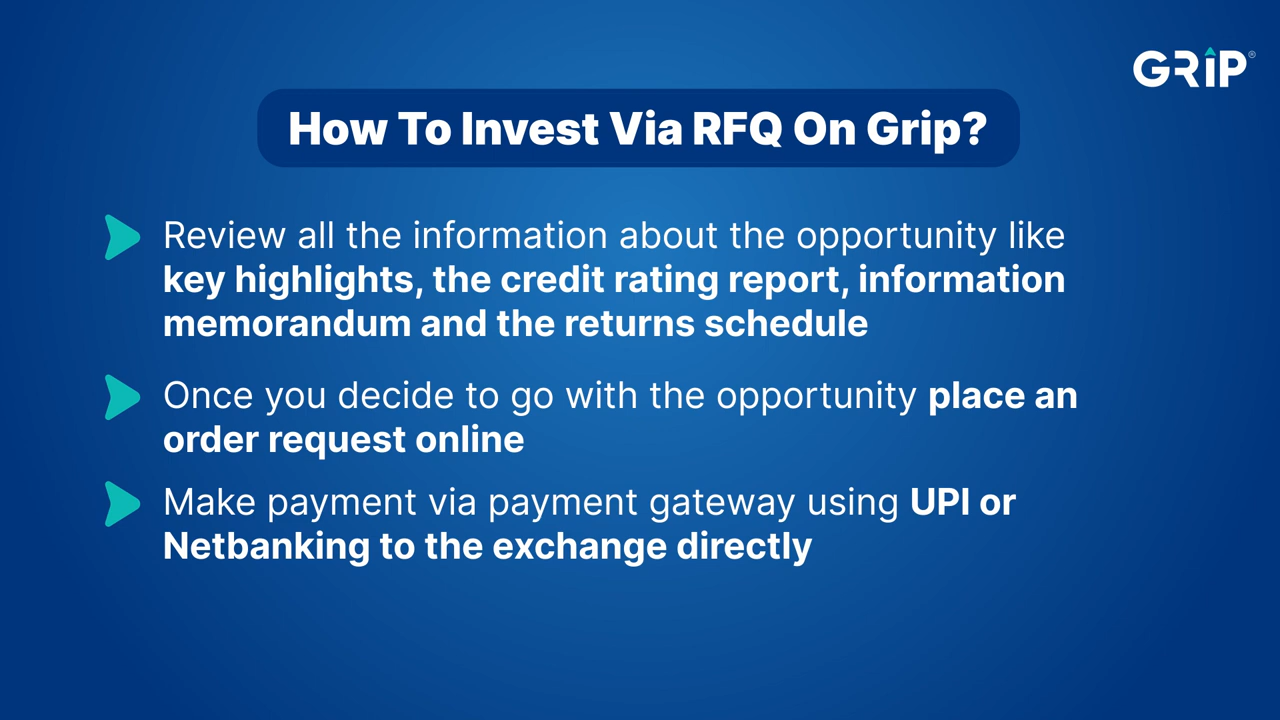 GRIP®
How To Invest Via RFQ On Grip?
Review all the information about the opportunity like
key highlights, the credit rating report, information
memorandum and the returns schedule
Once you decide to go with the opportunity place an
order request online
Make payment via payment gateway using UPI or
Netbanking to the exchange directly